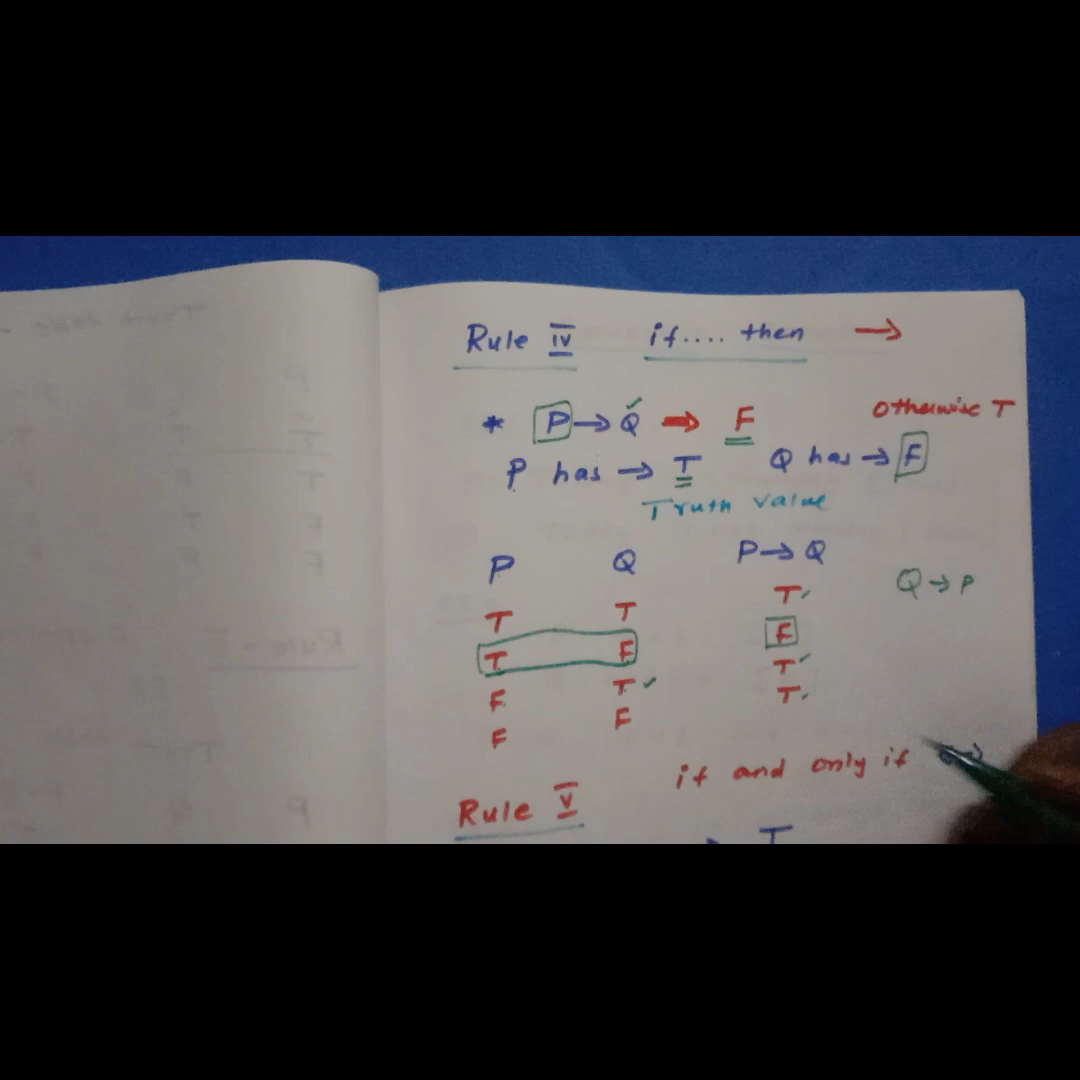 Rule IV if.... then →
* P → Q → F Otherwise T
P has → T Q has → F
Truth value
P Q P → Q
Q → P
T T T
T F F
F T T
F F T
if and only if
Rule V
T